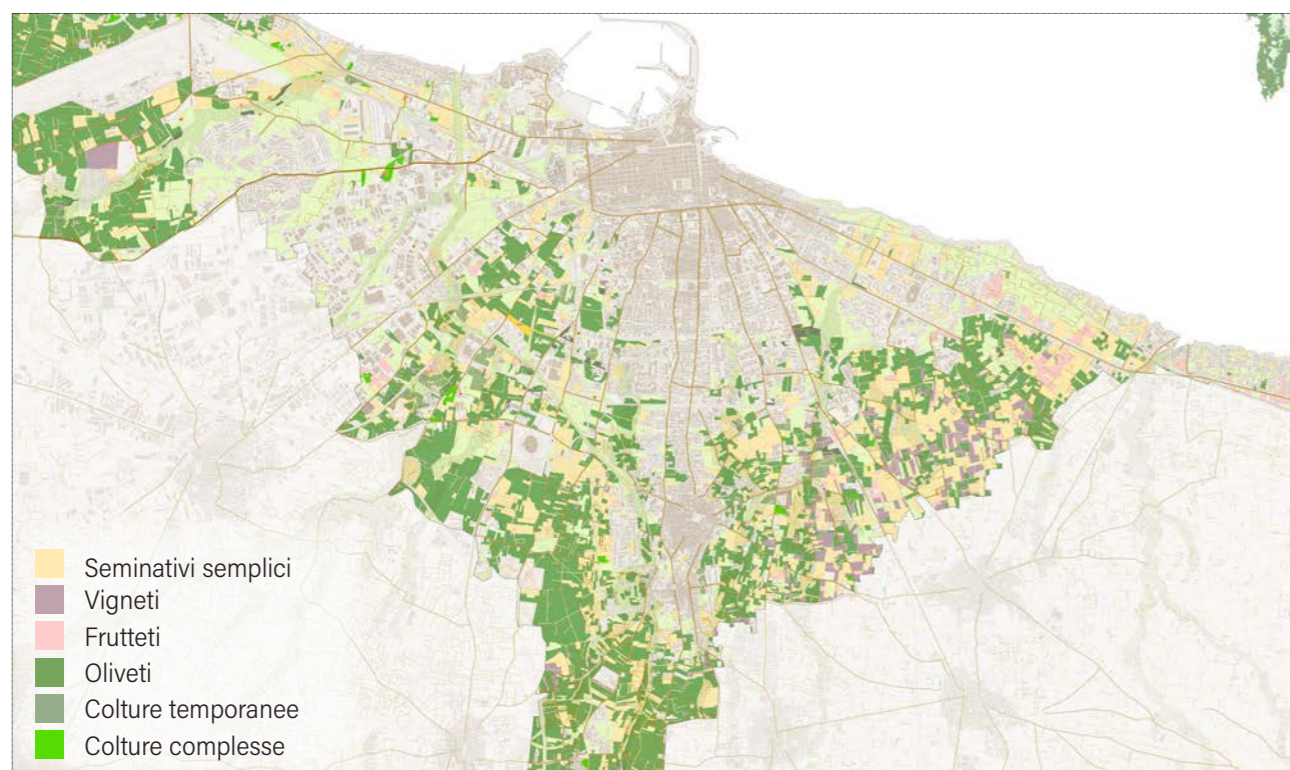 Seminativi semplici
Vigneti
Frutteti
Oliveti
Colture temporanee
Colture complesse